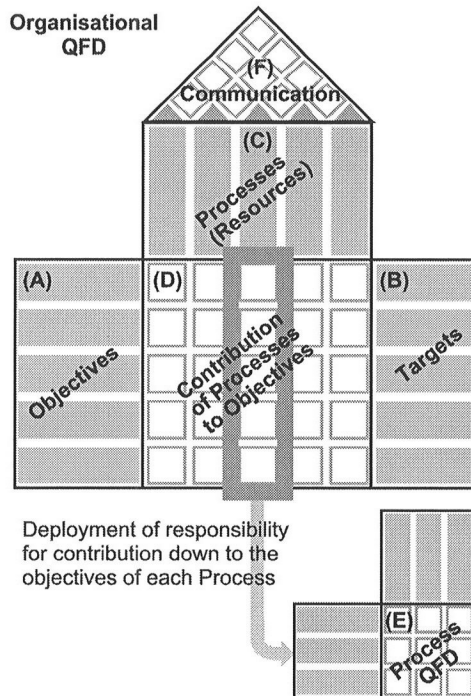 Organisational
QFD
(F)
Communication
(C)
Processes
(Resources)
(A)
Objectives
(D)
Contribution
of Processes
to Objectives
(B)
Targets
Deployment of responsibility
for contribution down to the
objectives of each Process
(E)
Process
QFD